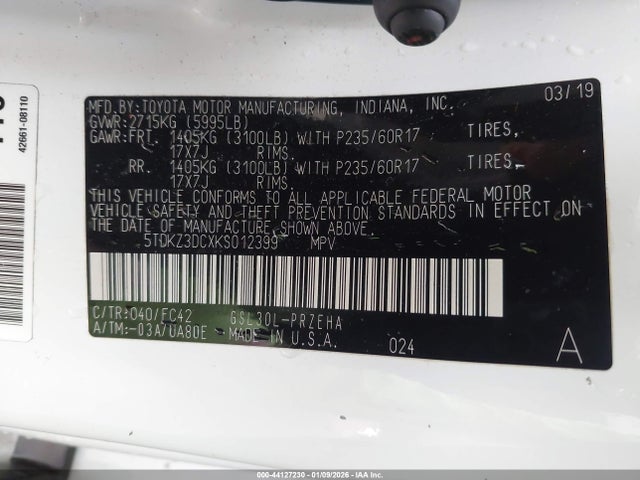 42661-08110
MFD.BY:TOYOTA MOTOR MANUFACTURING, INDIANA, INC. 03/19
GVWR:2715KG (5995LB)
GAWR:FRT. 1405KG (3100LB) WITH P235/60R17 TIRES,
17X7J RIMS.
RR. 1405KG (3100LB) WITH P235/60R17 TIRES,
17X7J RIMS.
THIS VEHICLE CONFORMS TO ALL APPLICABLE FEDERAL MOTOR
VEHICLE SAFETY AND THEFT PREVENTION STANDARDS IN EFFECT ON
THE DATE OF MANUFACTURE SHOWN ABOVE.
5TDKZ3DCXKS012399 MPV
C/TR:040/FC42 GSL30L-PRZEHA
A/TM:-03A/UA80E MADE IN U.S.A. 024 A
000-44127230 - 01/09/2026 - IAA Inc.